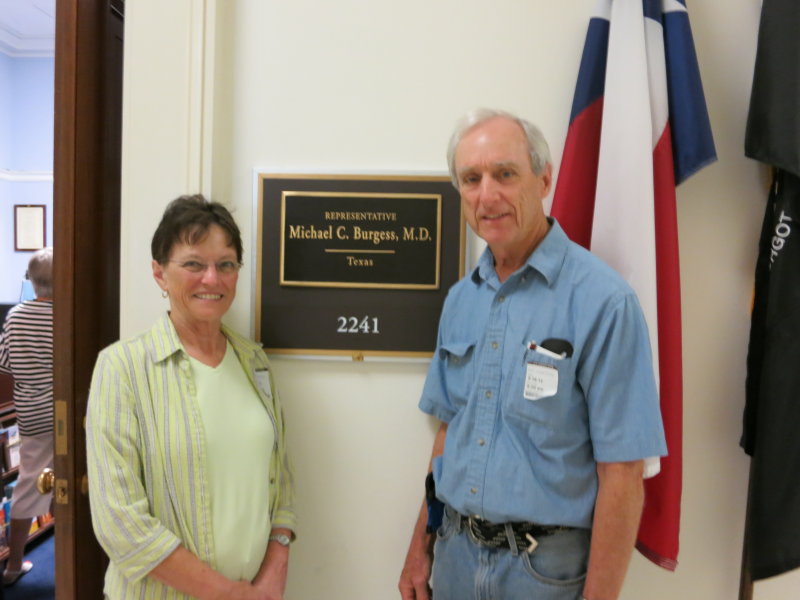 REPRESENTATIVE
Michael C. Burgess, M.D.
Texas
2241